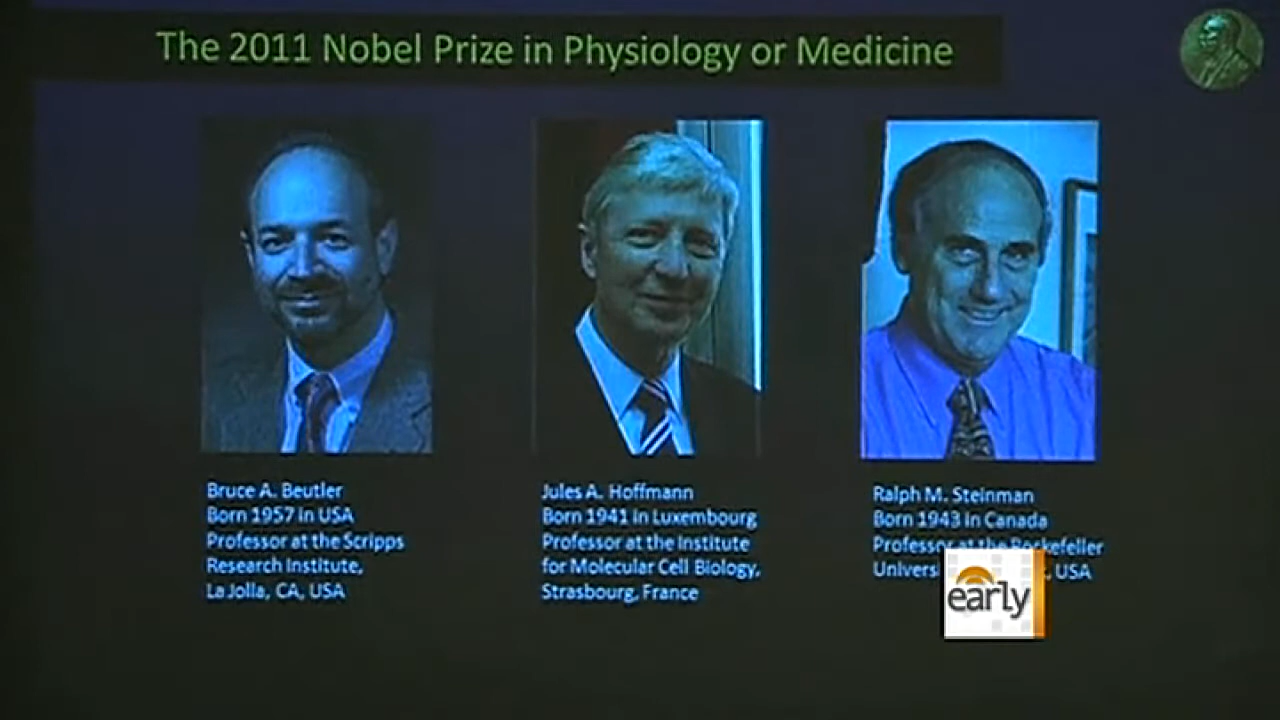 The 2011 Nobel Prize in Physiology or Medicine
Bruce A. Beutler
Born 1957 in USA
Professor at the Scripps
Research Institute,
La Jolla, CA, USA
Jules A. Hoffmann
Born 1941 in Luxembourg
Professor at the Institute
for Molecular Cell Biology,
Strasbourg, France
Ralph M. Steinman
Born 1943 in Canada
Professor at the Rockefeller
USA
early